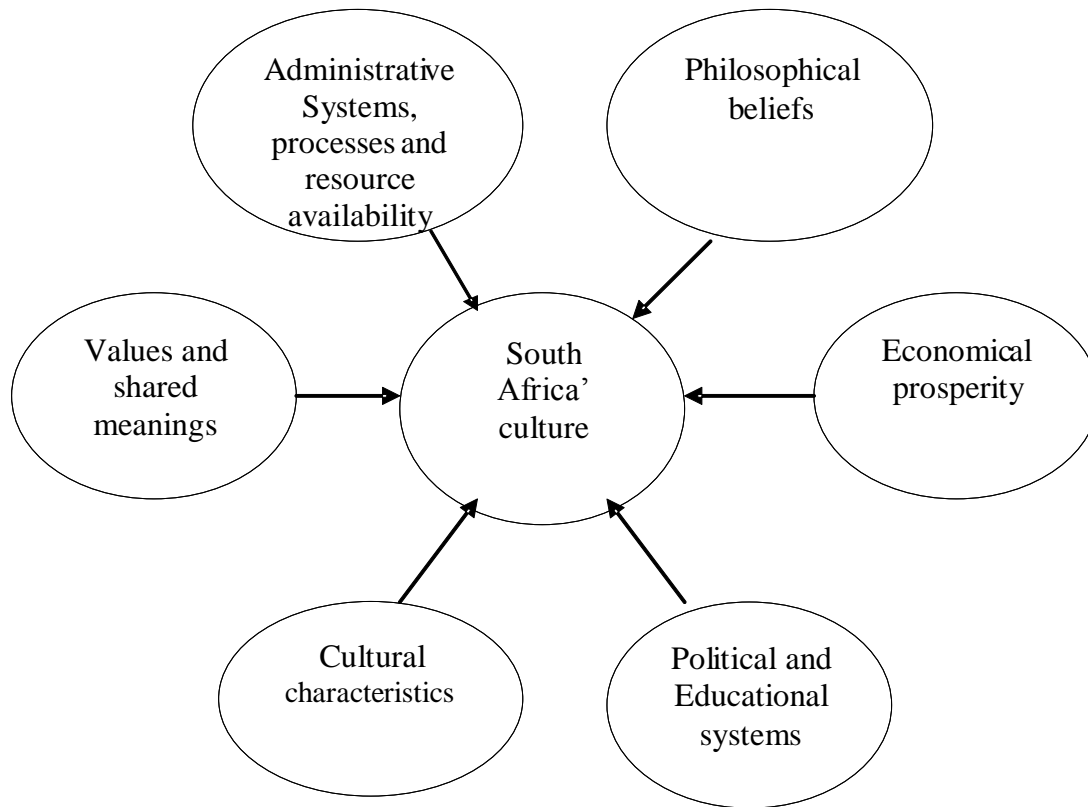 Administrative
Systems,
processes and
resource
availability
Philosophical
beliefs
Values and
shared
meanings
South
Africa’
culture
Economical
prosperity
Cultural
characteristics
Political and
Educational
systems